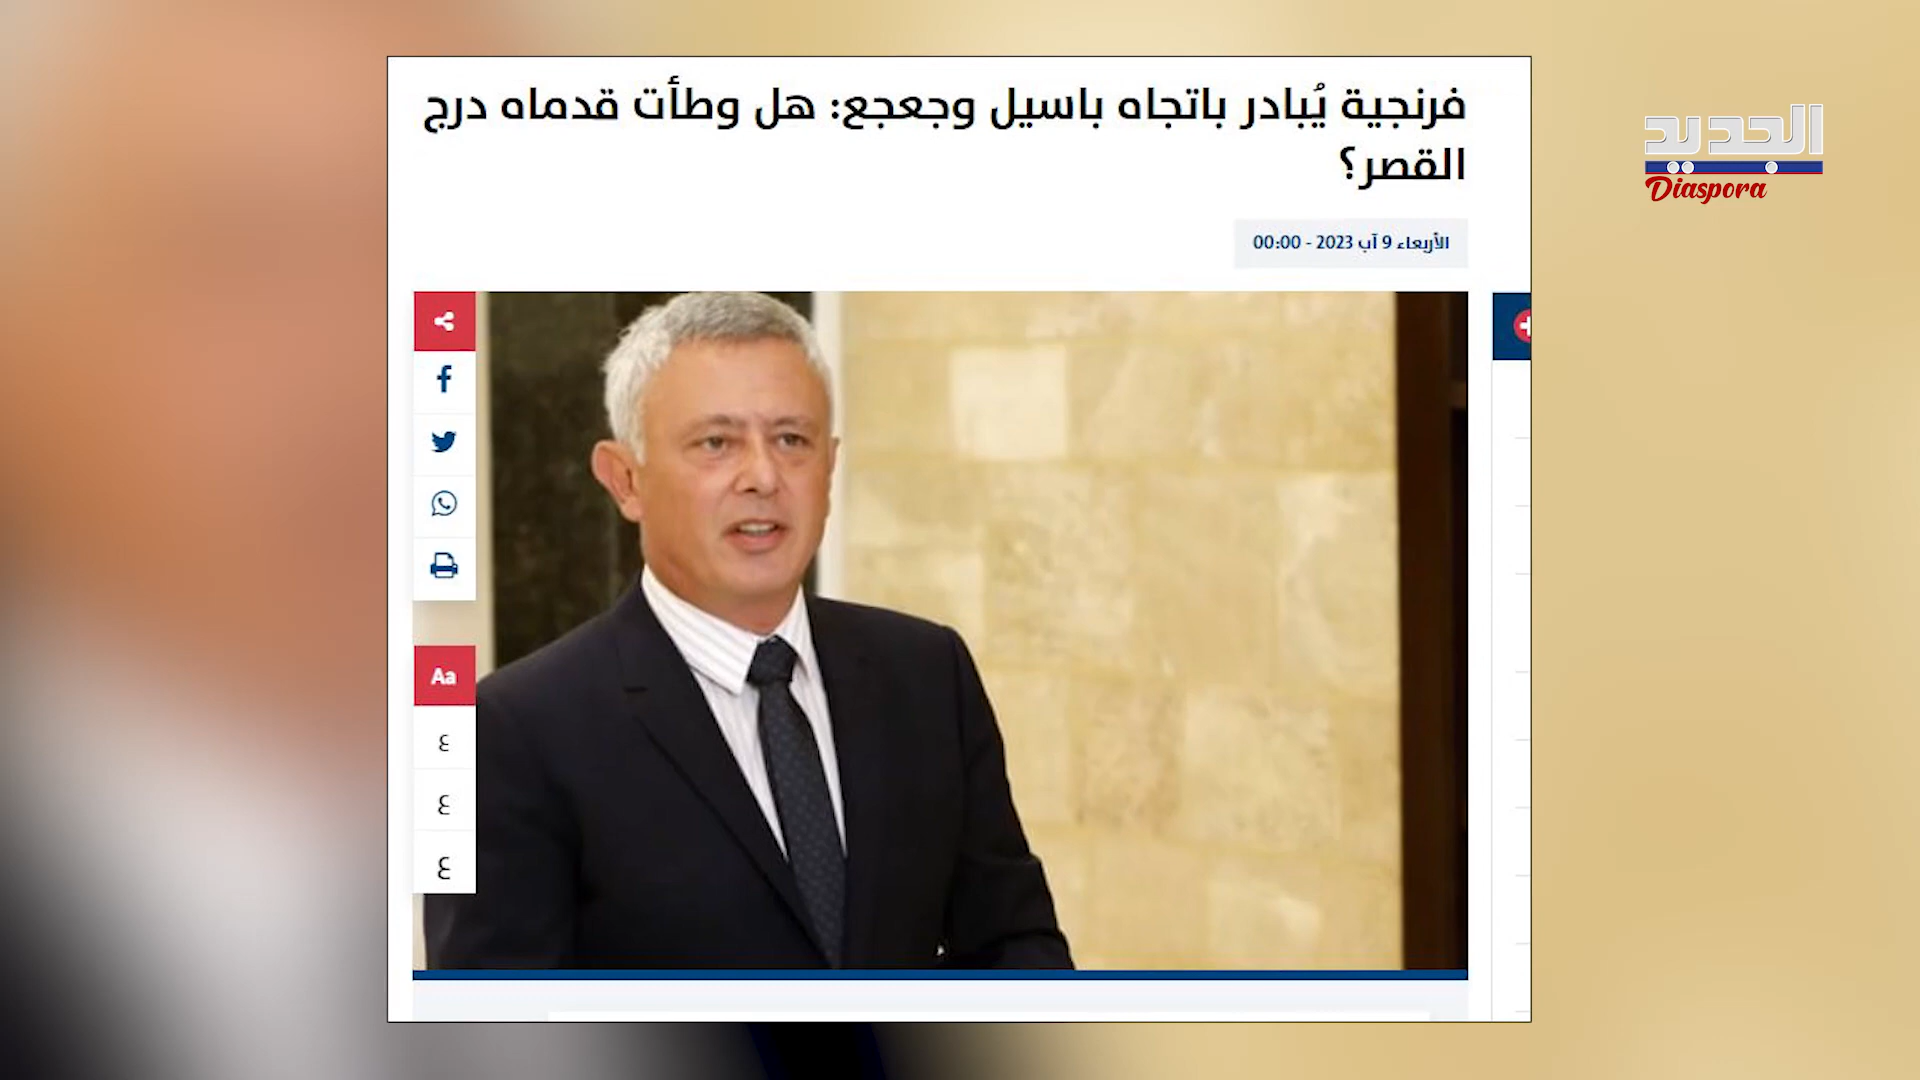 فرنجية يُبادر باتجاه باسيل وجعجع: هل وطأت قدماه درج
القصر؟
الجديد
Diaspora
الأربعاء 9 آب 2023 - 00:00
Aa
ع
ع
ع